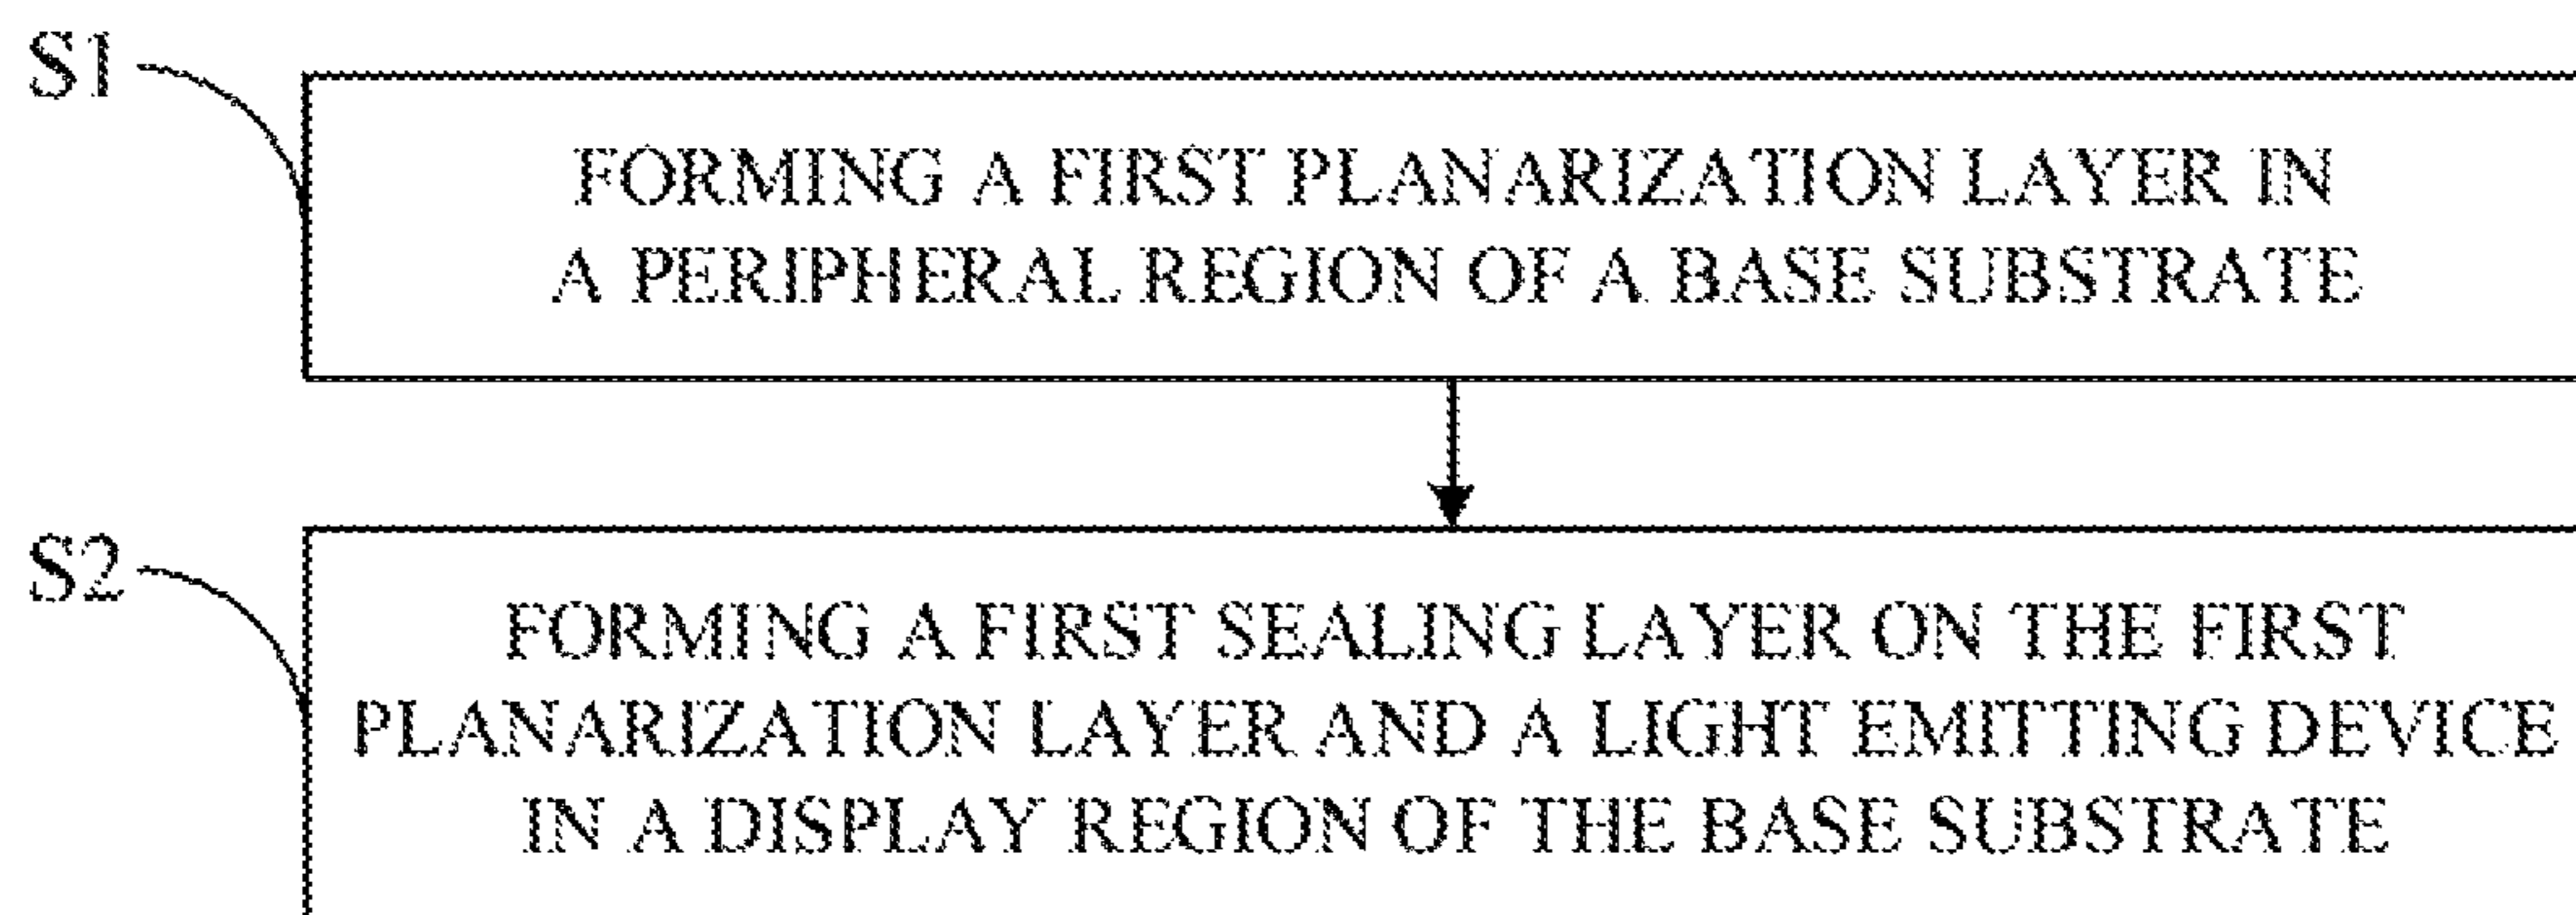 S1
FORMING A FIRST PLANARIZATION LAYER IN
A PERIPHERAL REGION OF A BASE SUBSTRATE
S2
FORMING A FIRST SEALING LAYER ON THE FIRST
PLANARIZATION LAYER AND A LIGHT EMITTING DEVICE
IN A DISPLAY REGION OF THE BASE SUBSTRATE